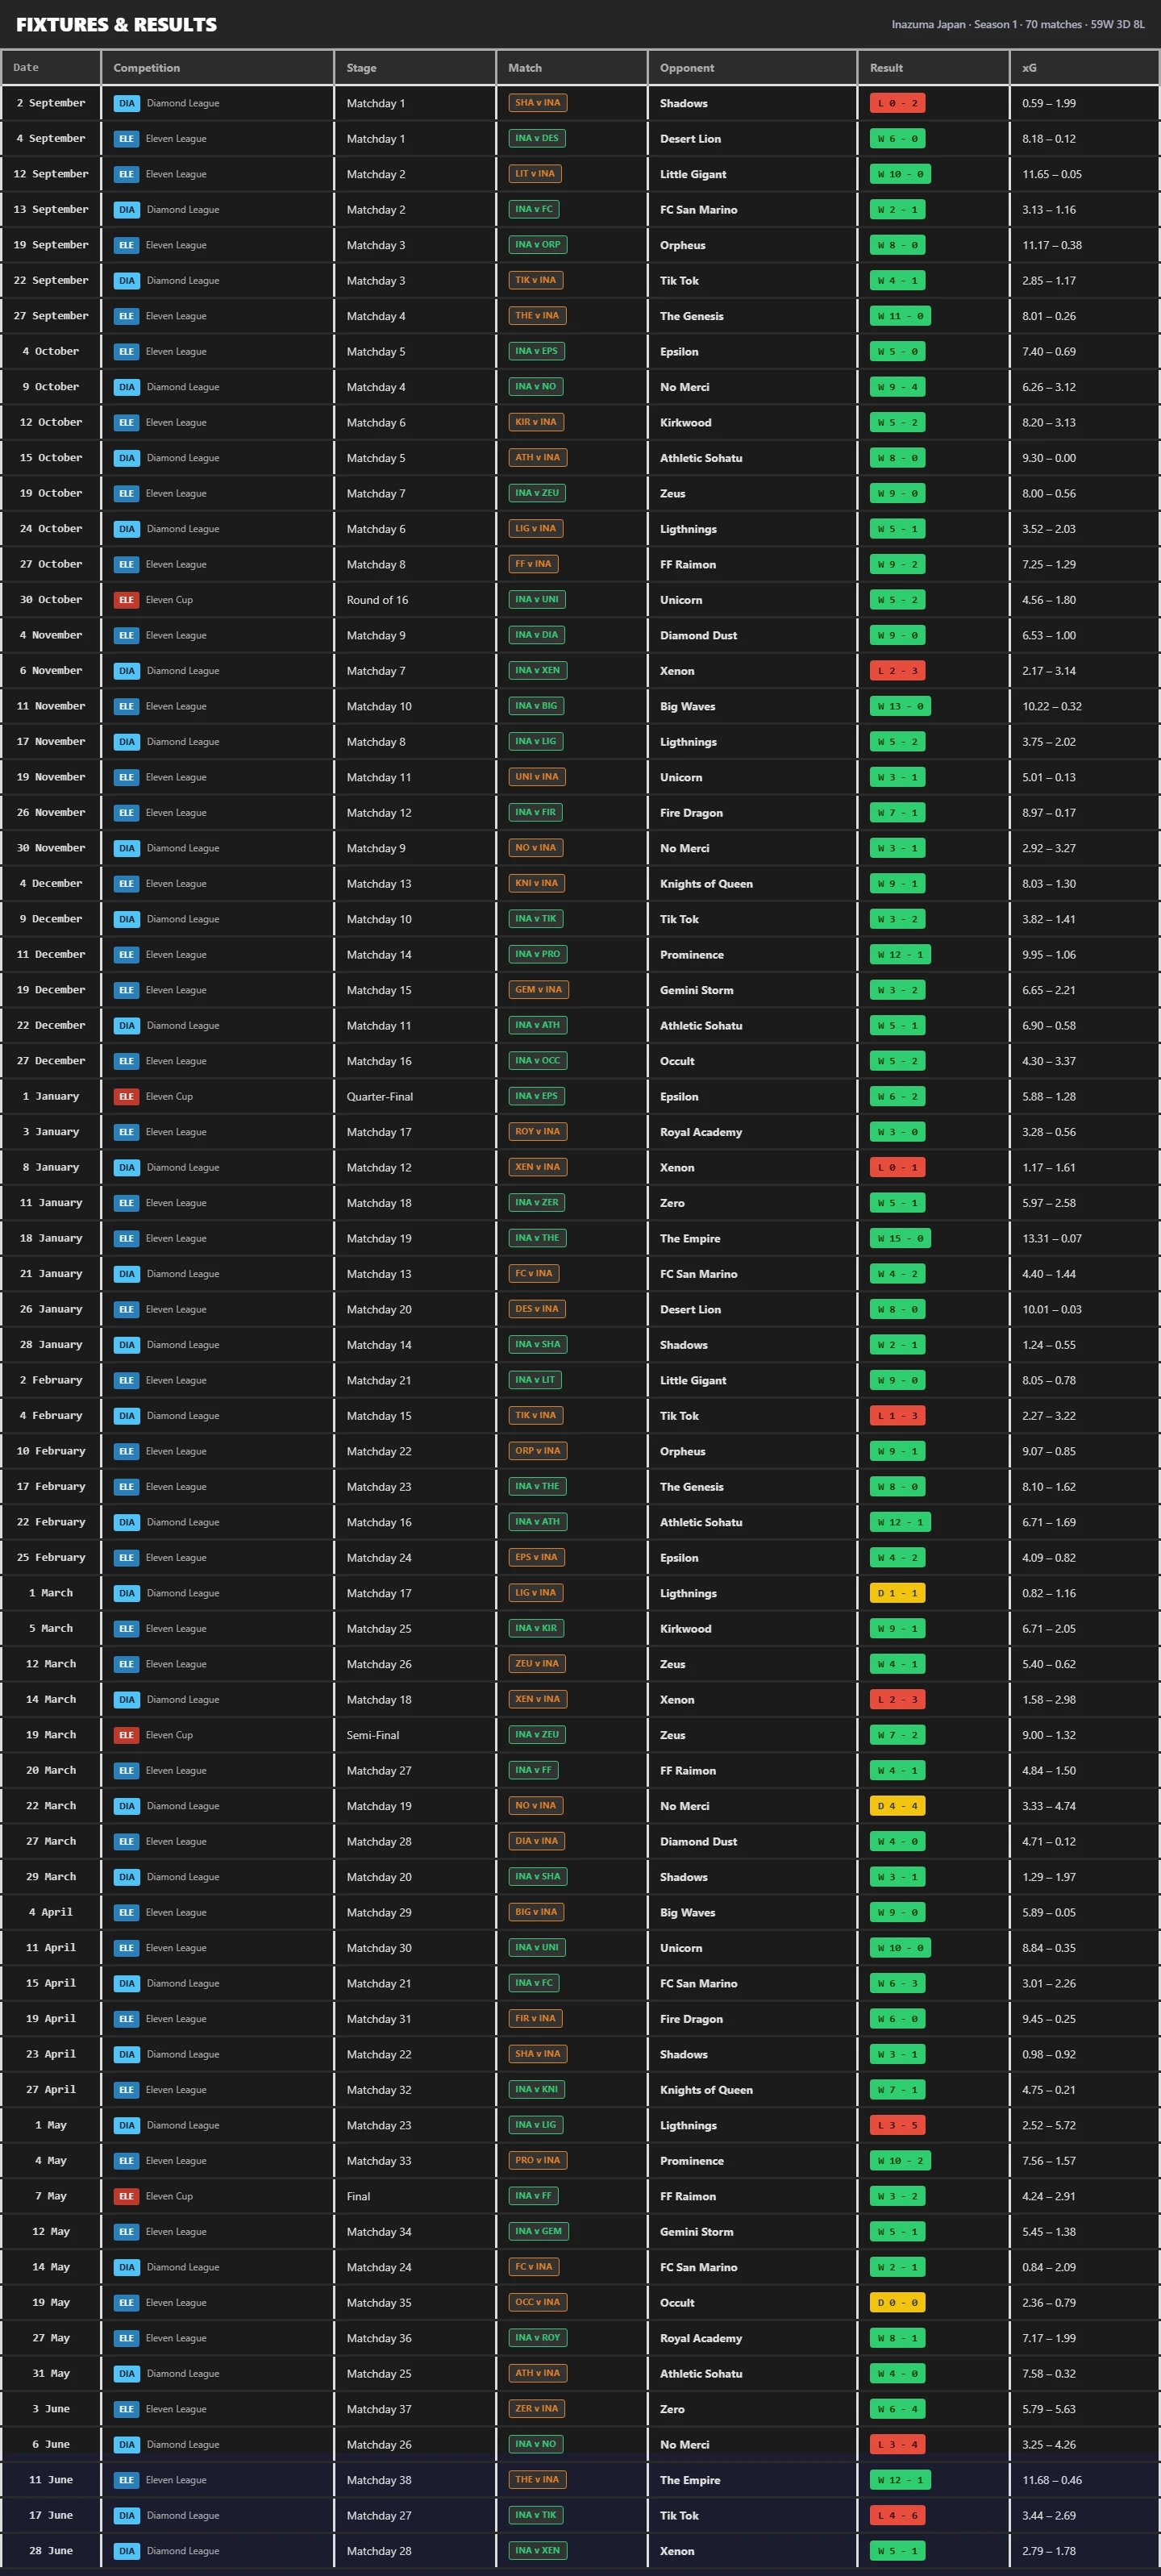 FIXTURES & RESULTS
Inazuma Japan · Season 1 · 70 matches · 59W 3D 8L
Date Competition Stage Match Opponent Result xG
2 September DIA Diamond League Matchday 1 SHA v INA Shadows L 0 - 2 0.59 – 1.99
4 September ELE Eleven League Matchday 1 INA v DES Desert Lion W 6 - 0 8.18 – 0.12
12 September ELE Eleven League Matchday 2 LIT v INA Little Gigant W 10 - 0 11.65 – 0.05
13 September DIA Diamond League Matchday 2 INA v FC FC San Marino W 2 - 1 3.13 – 1.16
19 September ELE Eleven League Matchday 3 INA v ORP Orpheus W 8 - 0 11.17 – 0.38
22 September DIA Diamond League Matchday 3 TIK v INA Tik Tok W 4 - 1 2.85 – 1.17
27 September ELE Eleven League Matchday 4 THE v INA The Genesis W 11 - 0 8.01 – 0.26
4 October ELE Eleven League Matchday 5 INA v EPS Epsilon W 5 - 0 7.40 – 0.69
9 October DIA Diamond League Matchday 4 INA v NO No Merci W 9 - 4 6.26 – 3.12
12 October ELE Eleven League Matchday 6 KIR v INA Kirkwood W 5 - 2 8.20 – 3.13
15 October DIA Diamond League Matchday 5 ATH v INA Athletic Sohatu W 8 - 0 9.30 – 0.00
19 October ELE Eleven League Matchday 7 INA v ZEU Zeus W 9 - 0 8.00 – 0.56
24 October DIA Diamond League Matchday 6 LIG v INA Ligthnings W 5 - 1 3.52 – 2.03
27 October ELE Eleven League Matchday 8 FF v INA FF Raimon W 9 - 2 7.25 – 1.29
30 October ELE Eleven Cup Round of 16 INA v UNI Unicorn W 5 - 2 4.56 – 1.80
4 November ELE Eleven League Matchday 9 INA v DIA Diamond Dust W 9 - 0 6.53 – 1.00
6 November DIA Diamond League Matchday 7 INA v XEN Xenon L 2 - 3 2.17 – 3.14
11 November ELE Eleven League Matchday 10 INA v BIG Big Waves W 13 - 0 10.22 – 0.32
17 November DIA Diamond League Matchday 8 INA v LIG Ligthnings W 5 - 2 3.75 – 2.02
19 November ELE Eleven League Matchday 11 UNI v INA Unicorn W 3 - 1 5.01 – 0.13
26 November ELE Eleven League Matchday 12 INA v FIR Fire Dragon W 7 - 1 8.97 – 0.17
30 November DIA Diamond League Matchday 9 NO v INA No Merci W 3 - 1 2.92 – 3.27
4 December ELE Eleven League Matchday 13 KNI v INA Knights of Queen W 9 - 1 8.03 – 1.30
9 December DIA Diamond League Matchday 10 INA v TIK Tik Tok W 3 - 2 3.82 – 1.41
11 December ELE Eleven League Matchday 14 INA v PRO Prominence W 12 - 1 9.95 – 1.06
19 December ELE Eleven League Matchday 15 GEM v INA Gemini Storm W 3 - 2 6.65 – 2.21
22 December DIA Diamond League Matchday 11 INA v ATH Athletic Sohatu W 5 - 1 6.90 – 0.58
27 December ELE Eleven League Matchday 16 INA v OCC Occult W 5 - 2 4.30 – 3.37
1 January ELE Eleven Cup Quarter-Final INA v EPS Epsilon W 6 - 2 5.88 – 1.28
3 January ELE Eleven League Matchday 17 ROY v INA Royal Academy W 3 - 0 3.28 – 0.56
8 January DIA Diamond League Matchday 12 XEN v INA Xenon L 0 - 1 1.17 – 1.61
11 January ELE Eleven League Matchday 18 INA v ZER Zero W 5 - 1 5.97 – 2.58
18 January ELE Eleven League Matchday 19 INA v THE The Empire W 15 - 0 13.31 – 0.07
21 January DIA Diamond League Matchday 13 FC v INA FC San Marino W 4 - 2 4.40 – 1.44
26 January ELE Eleven League Matchday 20 DES v INA Desert Lion W 8 - 0 10.01 – 0.03
28 January DIA Diamond League Matchday 14 INA v SHA Shadows W 2 - 1 1.24 – 0.55
2 February ELE Eleven League Matchday 21 INA v LIT Little Gigant W 9 - 0 8.05 – 0.78
4 February DIA Diamond League Matchday 15 TIK v INA Tik Tok L 1 - 3 2.27 – 3.22
10 February ELE Eleven League Matchday 22 ORP v INA Orpheus W 9 - 1 9.07 – 0.85
17 February ELE Eleven League Matchday 23 INA v THE The Genesis W 8 - 0 8.10 – 1.62
22 February DIA Diamond League Matchday 16 INA v ATH Athletic Sohatu W 12 - 1 6.71 – 1.69
25 February ELE Eleven League Matchday 24 EPS v INA Epsilon W 4 - 2 4.09 – 0.82
1 March DIA Diamond League Matchday 17 LIG v INA Ligthnings D 1 - 1 0.82 – 1.16
5 March ELE Eleven League Matchday 25 INA v KIR Kirkwood W 9 - 1 6.71 – 2.05
12 March ELE Eleven League Matchday 26 ZEU v INA Zeus W 4 - 1 5.40 – 0.62
14 March DIA Diamond League Matchday 18 XEN v INA Xenon L 2 - 3 1.58 – 2.98
19 March ELE Eleven Cup Semi-Final INA v ZEU Zeus W 7 - 2 9.00 – 1.32
20 March ELE Eleven League Matchday 27 INA v FF FF Raimon W 4 - 1 4.84 – 1.50
22 March DIA Diamond League Matchday 19 NO v INA No Merci D 4 - 4 3.33 – 4.74
27 March ELE Eleven League Matchday 28 DIA v INA Diamond Dust W 4 - 0 4.71 – 0.12
29 March DIA Diamond League Matchday 20 INA v SHA Shadows W 3 - 1 1.29 – 1.97
4 April ELE Eleven League Matchday 29 BIG v INA Big Waves W 9 - 0 5.89 – 0.05
11 April ELE Eleven League Matchday 30 INA v UNI Unicorn W 10 - 0 8.84 – 0.35
15 April DIA Diamond League Matchday 21 INA v FC FC San Marino W 6 - 3 3.01 – 2.26
19 April ELE Eleven League Matchday 31 FIR v INA Fire Dragon W 6 - 0 9.45 – 0.25
23 April DIA Diamond League Matchday 22 SHA v INA Shadows W 3 - 1 0.98 – 0.92
27 April ELE Eleven League Matchday 32 INA v KNI Knights of Queen W 7 - 1 4.75 – 0.21
1 May DIA Diamond League Matchday 23 INA v LIG Ligthnings L 3 - 5 2.52 – 5.72
4 May ELE Eleven League Matchday 33 PRO v INA Prominence W 10 - 2 7.56 – 1.57
7 May ELE Eleven Cup Final INA v FF FF Raimon W 3 - 2 4.24 – 2.91
12 May ELE Eleven League Matchday 34 INA v GEM Gemini Storm W 5 - 1 5.45 – 1.38
14 May DIA Diamond League Matchday 24 FC v INA FC San Marino W 2 - 1 0.84 – 2.09
19 May ELE Eleven League Matchday 35 OCC v INA Occult D 0 - 0 2.36 – 0.79
27 May ELE Eleven League Matchday 36 INA v ROY Royal Academy W 8 - 1 7.17 – 1.99
31 May DIA Diamond League Matchday 25 ATH v INA Athletic Sohatu W 4 - 0 7.58 – 0.32
3 June ELE Eleven League Matchday 37 ZER v INA Zero W 6 - 4 5.79 – 5.63
6 June DIA Diamond League Matchday 26 INA v NO No Merci L 3 - 4 3.25 – 4.26
11 June ELE Eleven League Matchday 38 THE v INA The Empire W 12 - 1 11.68 – 0.46
17 June DIA Diamond League Matchday 27 INA v TIK Tik Tok L 4 - 6 3.44 – 2.69
28 June DIA Diamond League Matchday 28 INA v XEN Xenon W 5 - 1 2.79 – 1.78